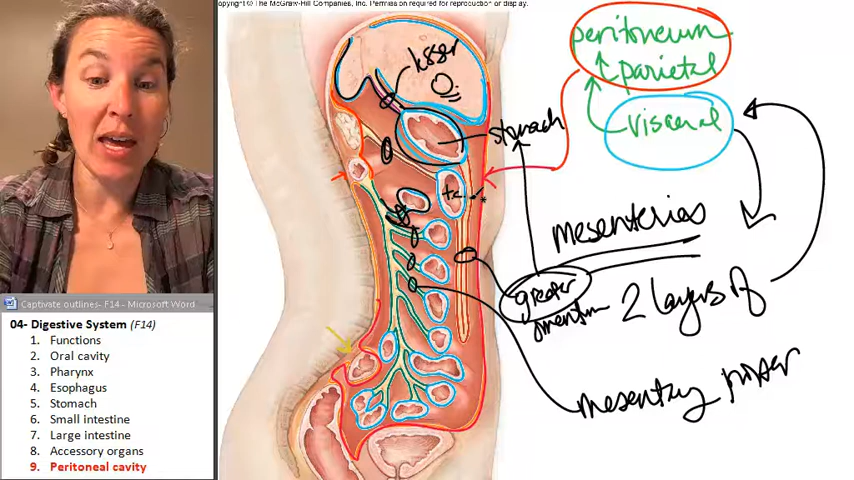 opyright © The McGraw-Hill Companies, Inc. Permission required for reproduction or display.
lesser
peritoneum
parietal
visceral
stomach
mesenteries
greater
omentum
2 layers of
mesentery proper
Captivate outlines- F14 - Microsoft Word
04- Digestive System (F14)
1. Functions
2. Oral cavity
3. Pharynx
4. Esophagus
5. Stomach
6. Small intestine
7. Large intestine
8. Accessory organs
9. Peritoneal cavity